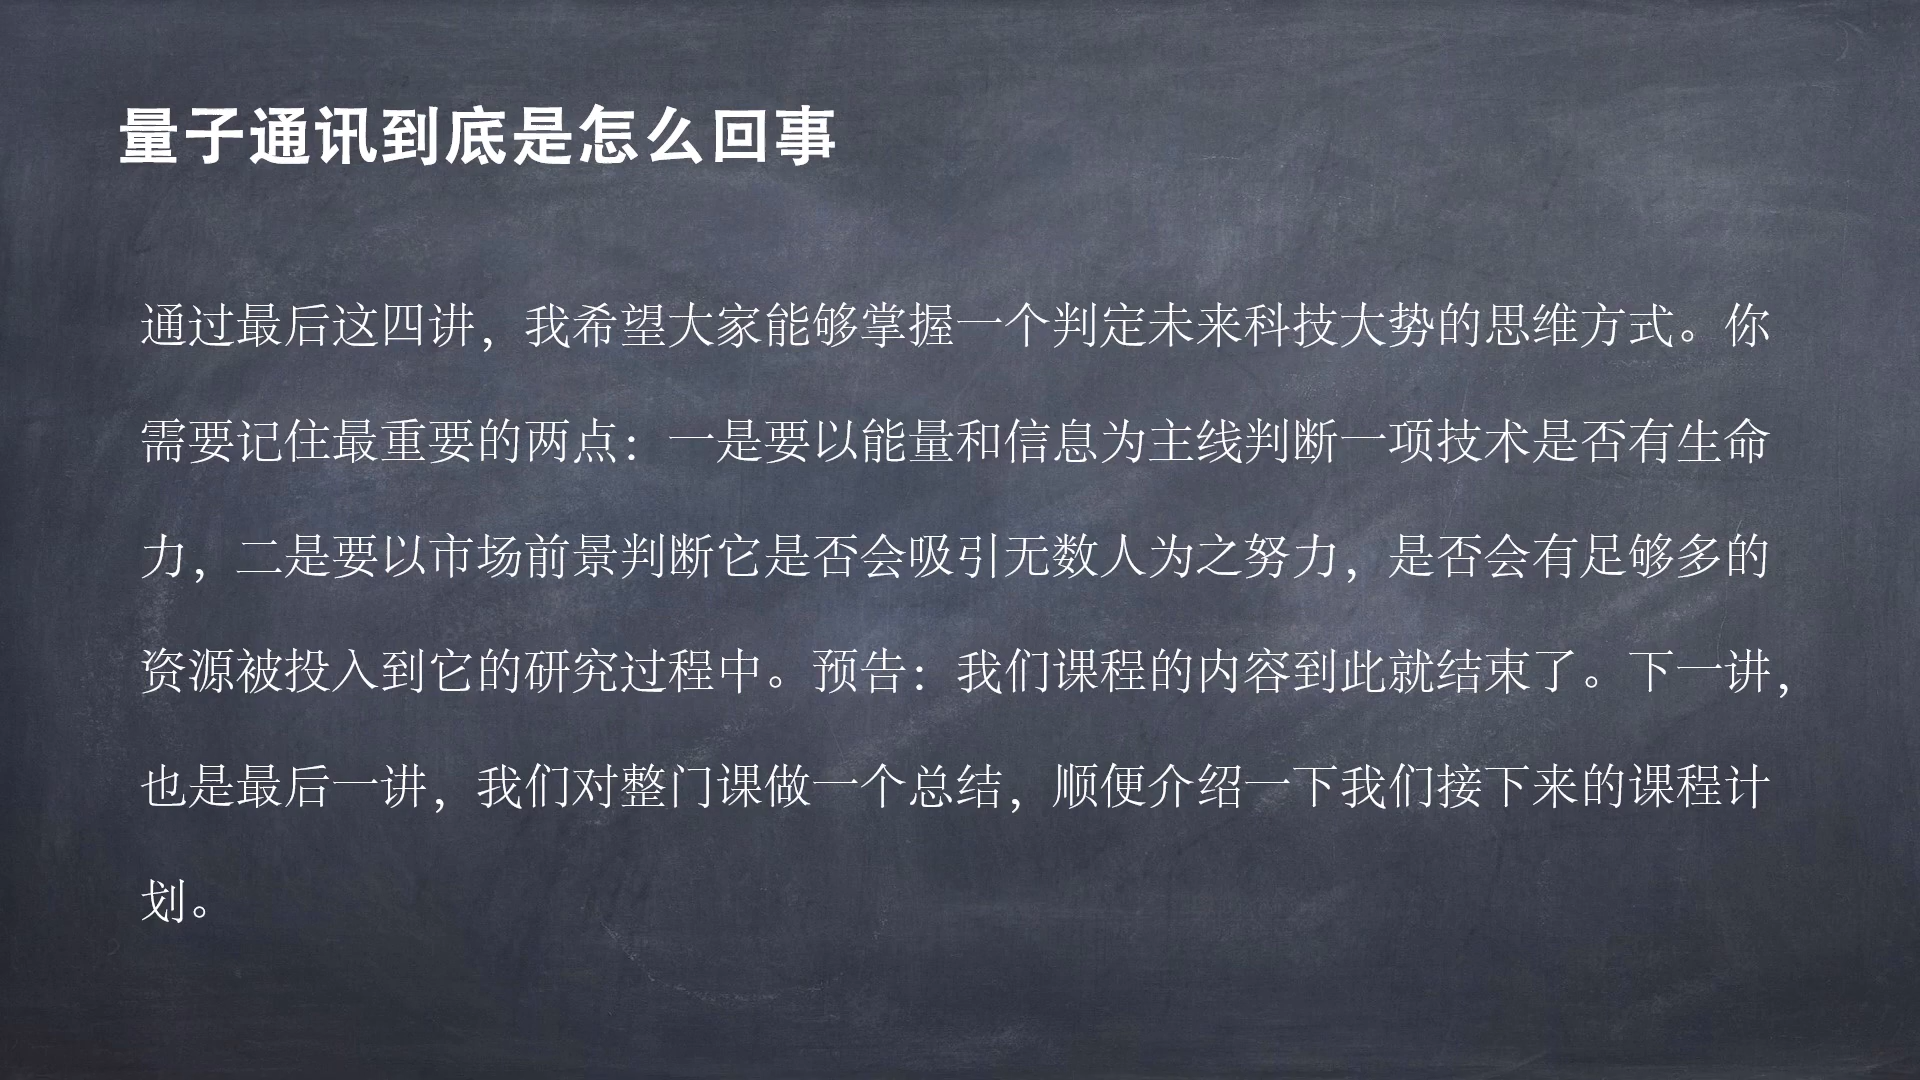 量子通讯到底是怎么回事
通过最后这四讲，我希望大家能够掌握一个判定未来科技大势的思维方式。你
需要记住最重要的两点：一是要以能量和信息为主线判断一项技术是否有生命
力，二是要以市场前景判断它是否会吸引无数人为之努力，是否会有足够多的
资源被投入到它的研究过程中。预告：我们课程的内容到此就结束了。下一讲，
也是最后一讲，我们对整门课做一个总结，顺便介绍一下我们接下来的课程计
划。